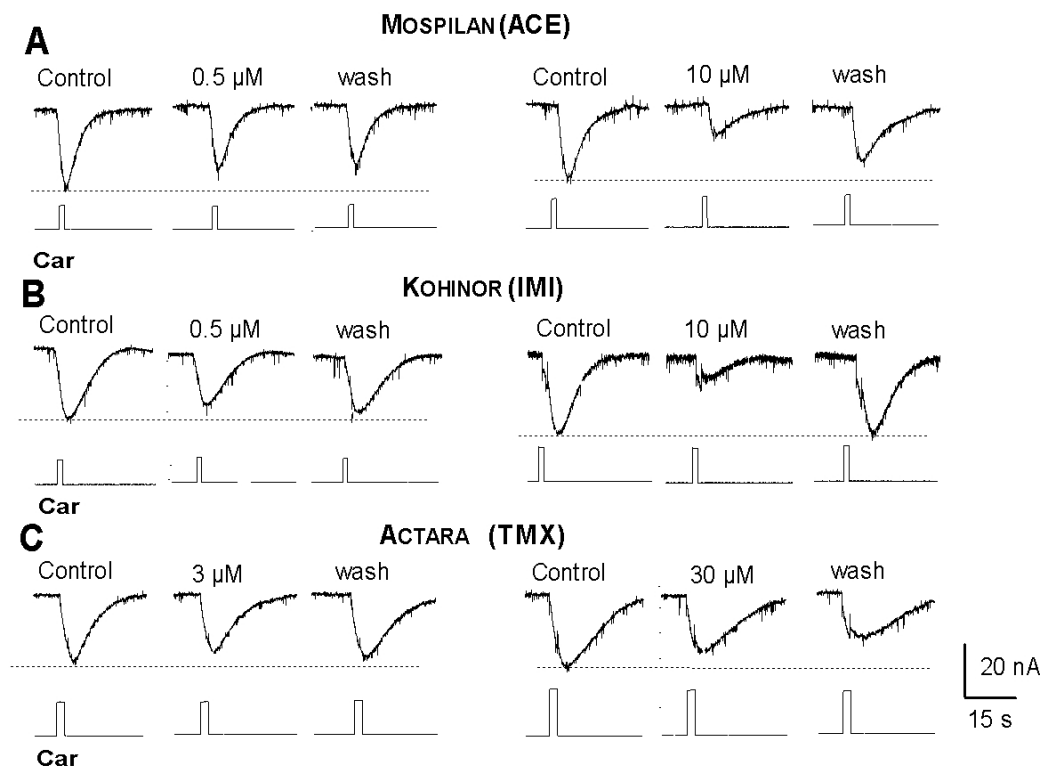 MOSPILAN (ACE)
A
Control 0.5 µM wash Control 10 µM wash
Car
KOHINOR (IMI)
B
Control 0.5 µM wash Control 10 µM wash
Car
ACTARA (TMX)
C
Control 3 µM wash Control 30 µM wash
20 nA
15 s
Car